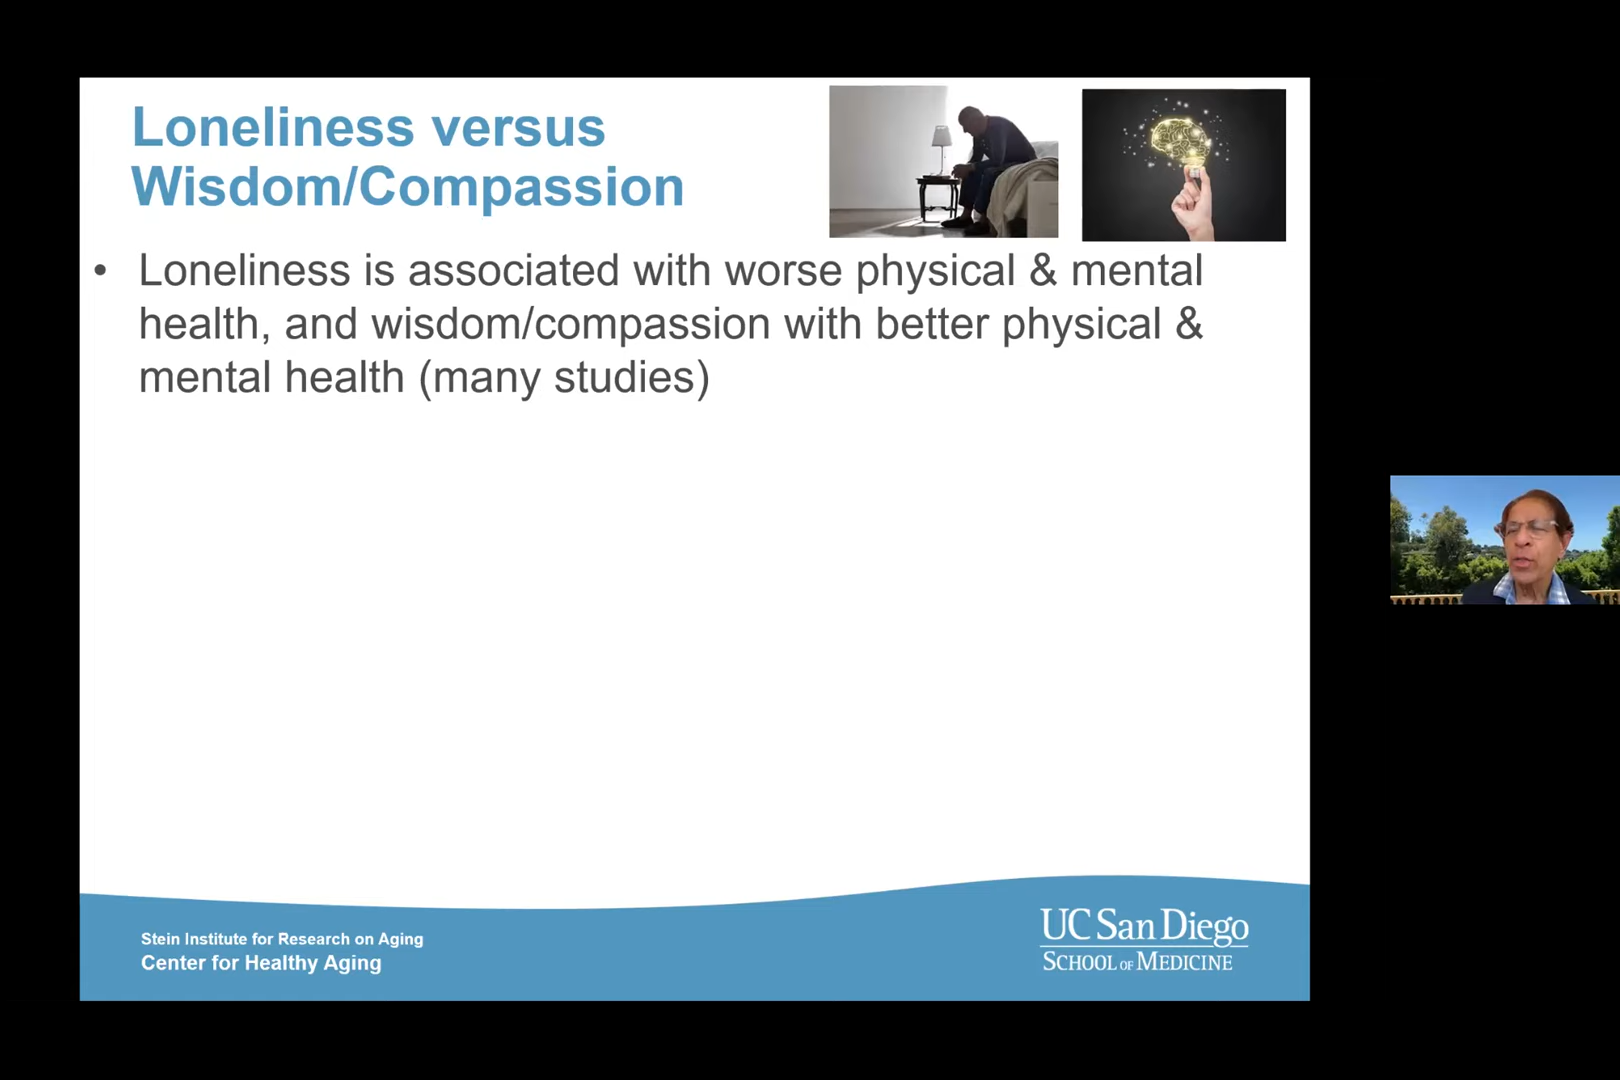 Loneliness versus
Wisdom/Compassion
• Loneliness is associated with worse physical & mental
health, and wisdom/compassion with better physical &
mental health (many studies)
Stein Institute for Research on Aging
Center for Healthy Aging
UC San Diego
SCHOOL OF MEDICINE